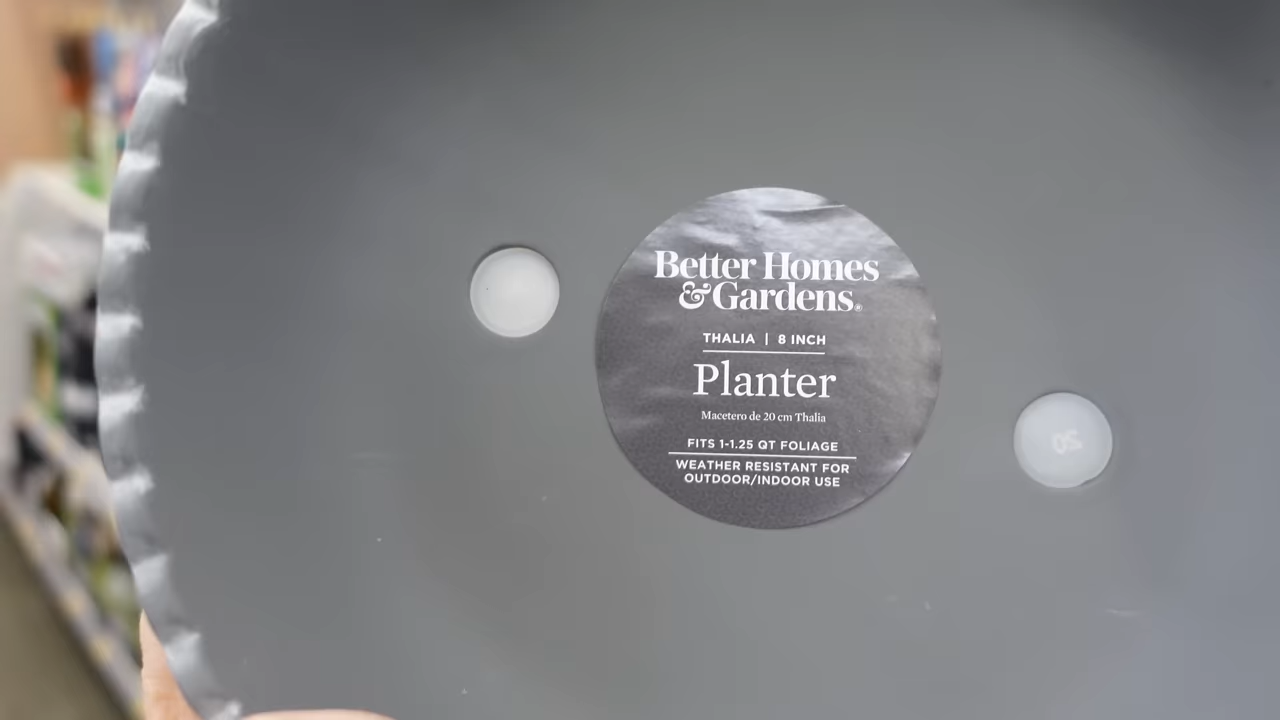 Better Homes
& Gardens®
THALIA | 8 INCH
Planter
Macetero de 20 cm Thalia
FITS 1-1.25 QT FOLIAGE
WEATHER RESISTANT FOR
OUTDOOR/INDOOR USE
20